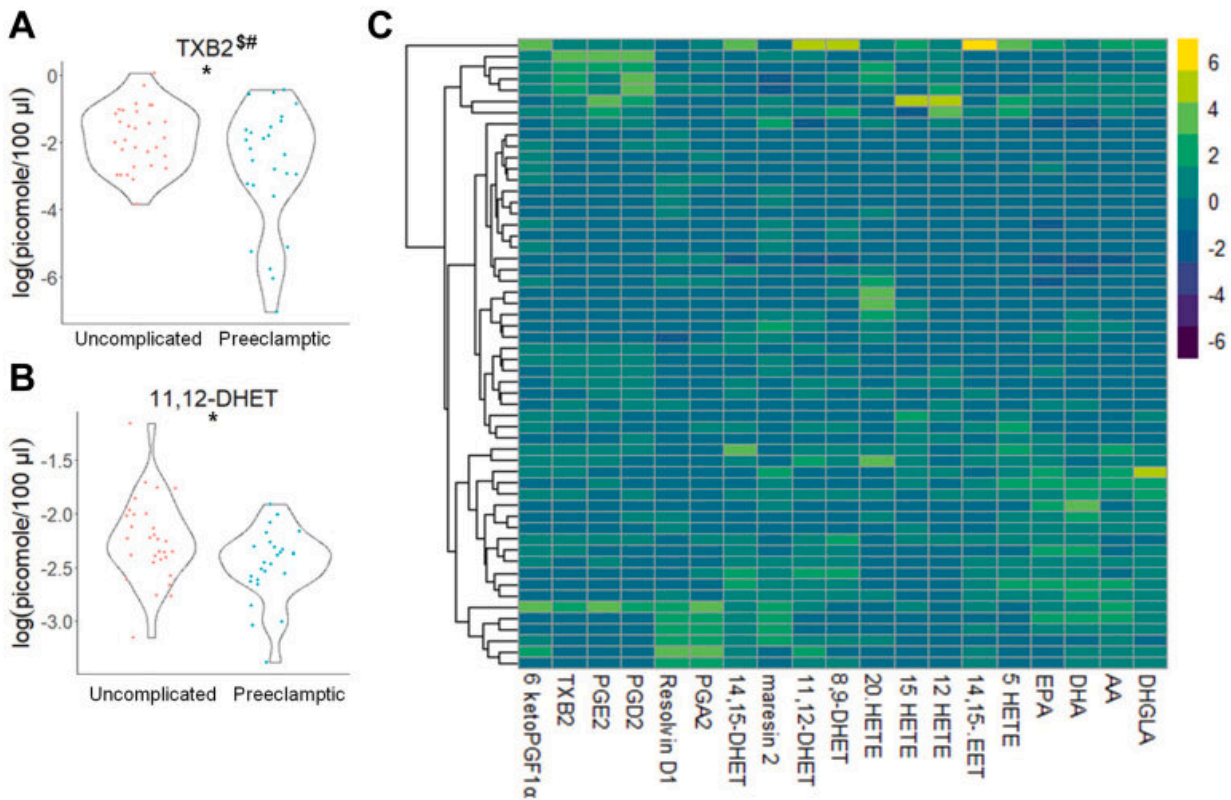 A
TXB2$#
*
log(picomole/100 µl)
0
-2
-4
-6
Uncomplicated
Preeclamptic
B
11,12-DHET
*
log(picomole/100 µl)
-1.5
-2.0
-2.5
-3.0
Uncomplicated
Preeclamptic
C
6
4
2
0
-2
-4
-6
6 ketoPGF1α
TXB2
PGE2
PGD2
Resolvin D1
PGA2
14,15-DHET
maresin 2
11,12-DHET
8,9-DHET
20.HETE
15 HETE
12 HETE
14,15-.EET
5 HETE
EPA
DHA
AA
DHGLA